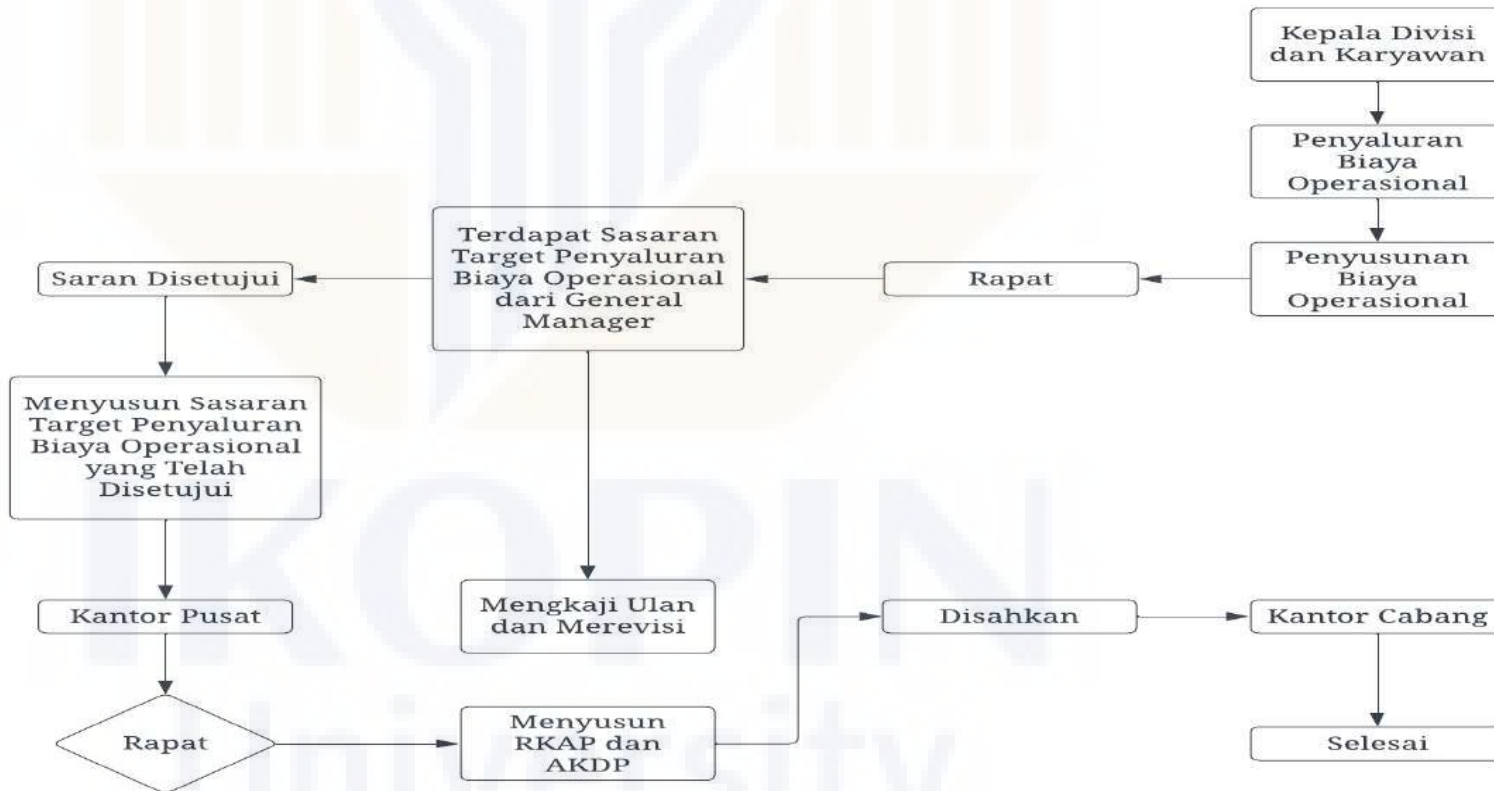 Kepala Divisi
dan Karyawan
Penyaluran
Biaya
Operasional
Penyusunan
Biaya
Operasional
Rapat
Terdapat Sasaran
Target Penyaluran
Biaya Operasional
dari General
Manager
Saran Disetujui
Menyusun Sasaran
Target Penyaluran
Biaya Operasional
yang Telah
Disetujui
Kantor Pusat
Rapat
Mengkaji Ulan
dan Merevisi
Menyusun
RKAP dan
AKDP
Disahkan
Kantor Cabang
Selesai
IKOPIN
University